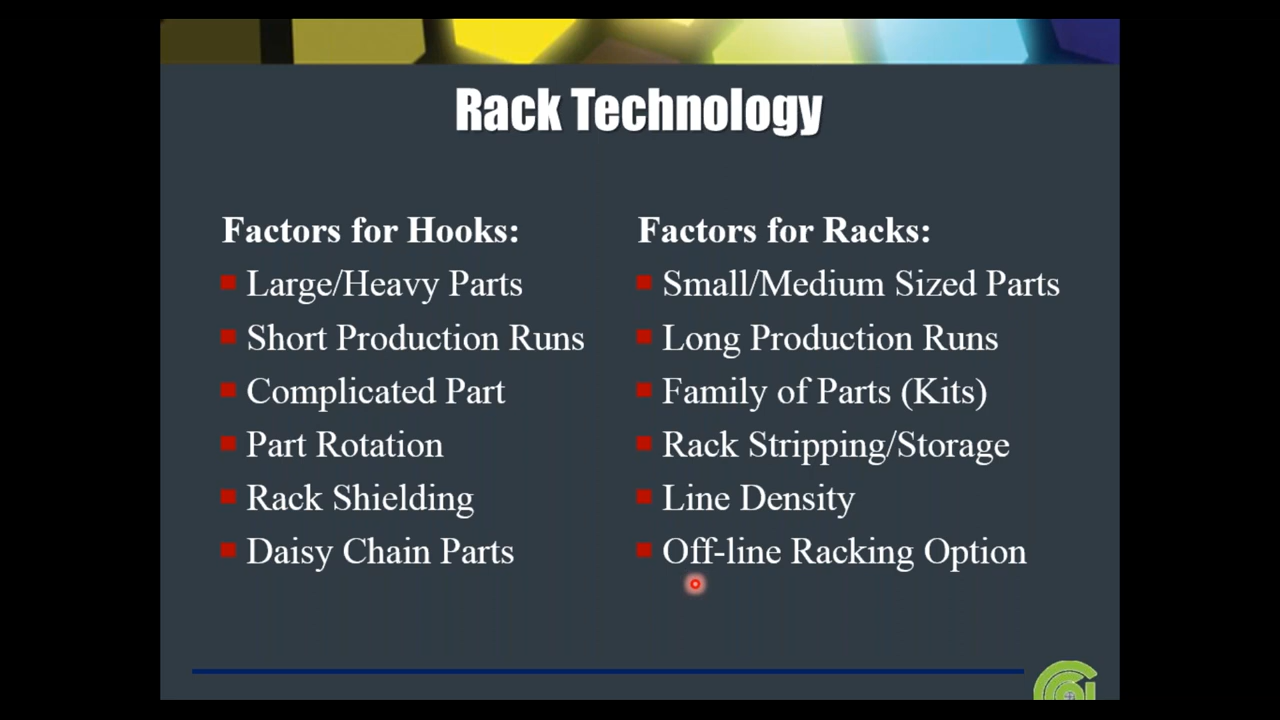 Rack Technology
Factors for Hooks:
Large/Heavy Parts
Short Production Runs
Complicated Part
Part Rotation
Rack Shielding
Daisy Chain Parts
Factors for Racks:
Small/Medium Sized Parts
Long Production Runs
Family of Parts (Kits)
Rack Stripping/Storage
Line Density
Off-line Racking Option